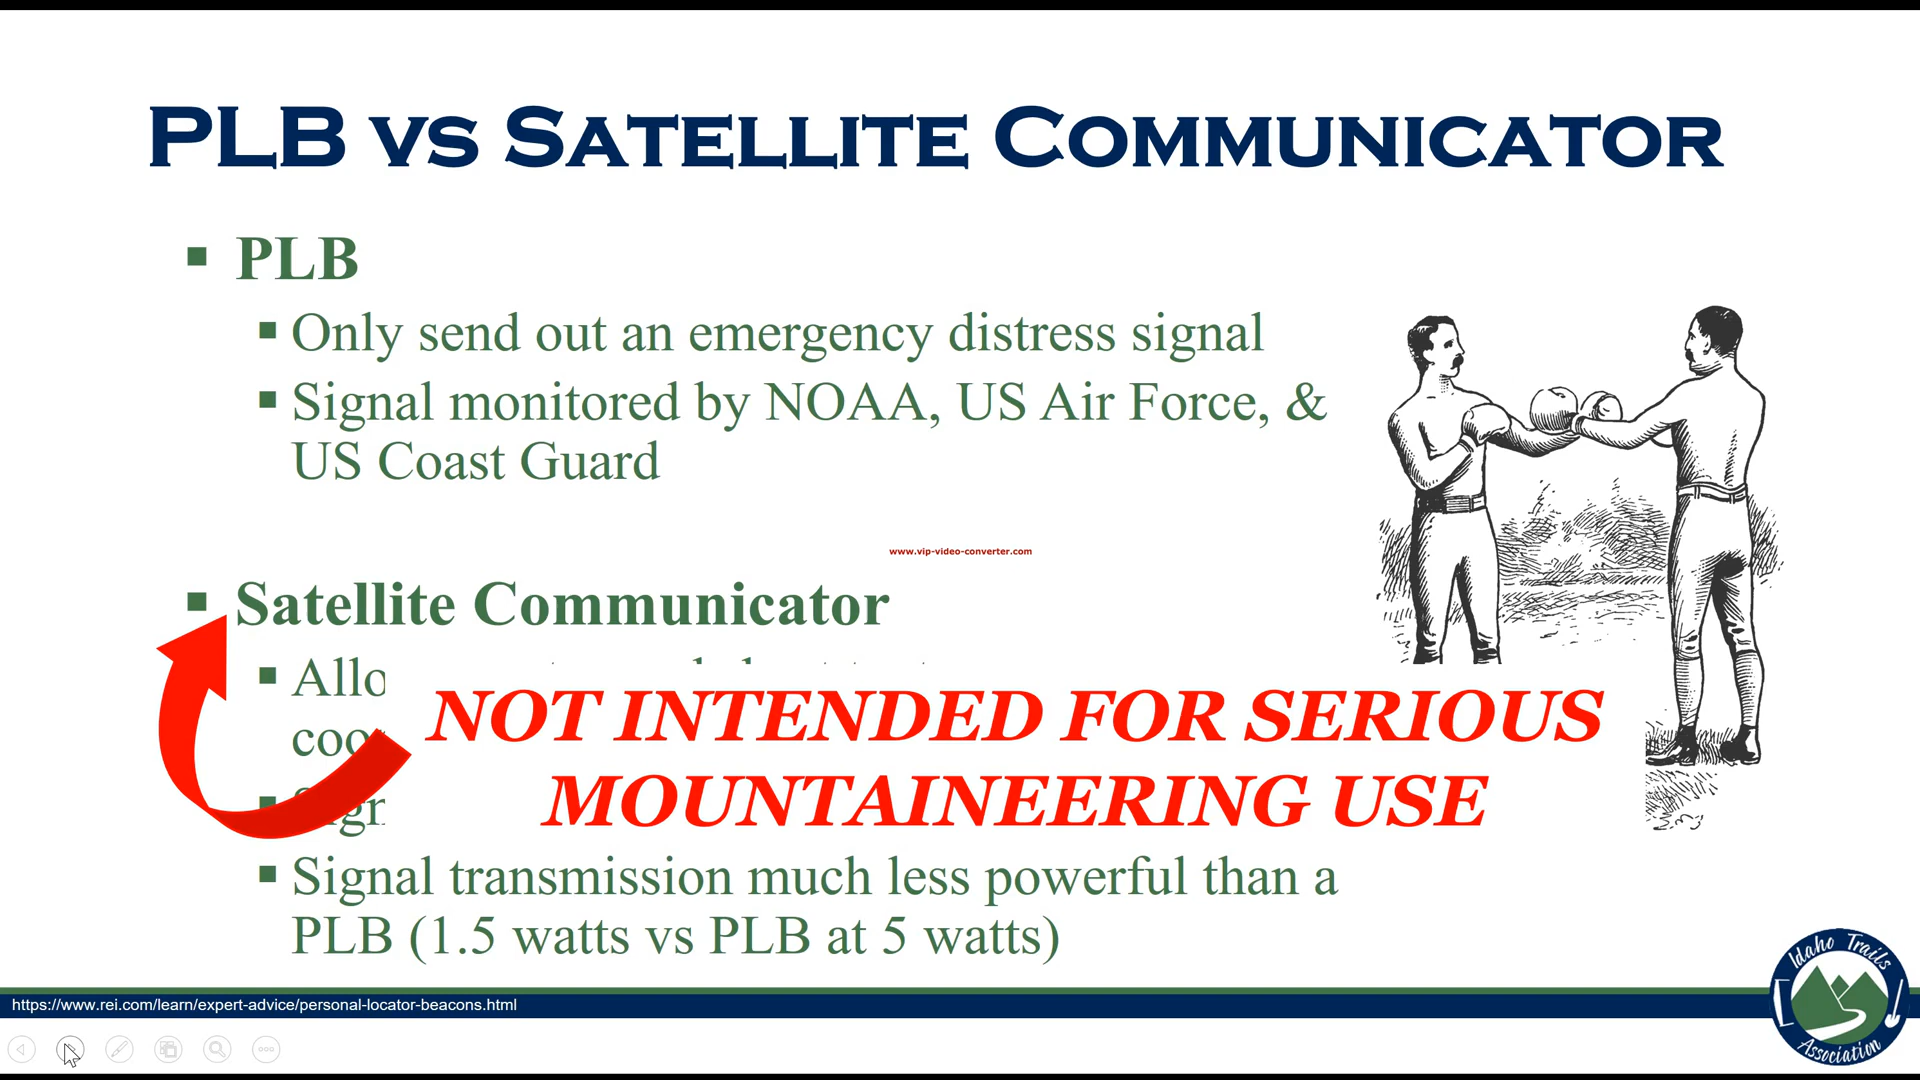 PLB vs Satellite Communicator
▪ PLB
▪ Only send out an emergency distress signal
▪ Signal monitored by NOAA, US Air Force, &
US Coast Guard
www.vip-video-converter.com
▪ Satellite Communicator
NOT INTENDED FOR SERIOUS
MOUNTAINEERING USE
▪ Signal transmission much less powerful than a
PLB (1.5 watts vs PLB at 5 watts)
https://www.rei.com/learn/expert-advice/personal-locator-beacons.html
Idaho Trails
Association